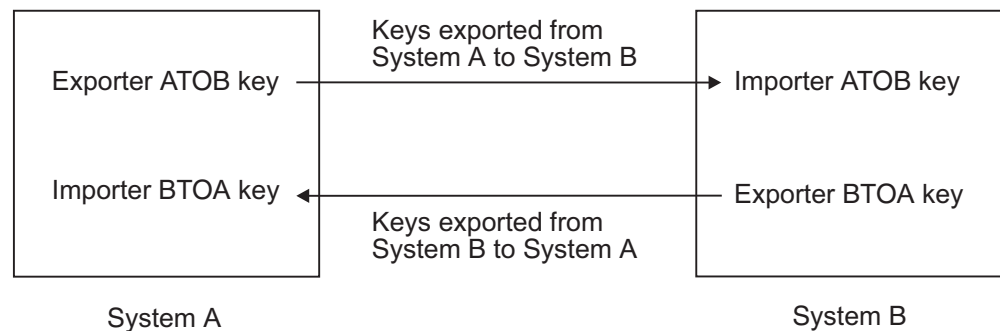 Keys exported from
System A to System B
Exporter ATOB key
Importer ATOB key
Importer BTOA key
Exporter BTOA key
Keys exported from
System B to System A
System A
System B